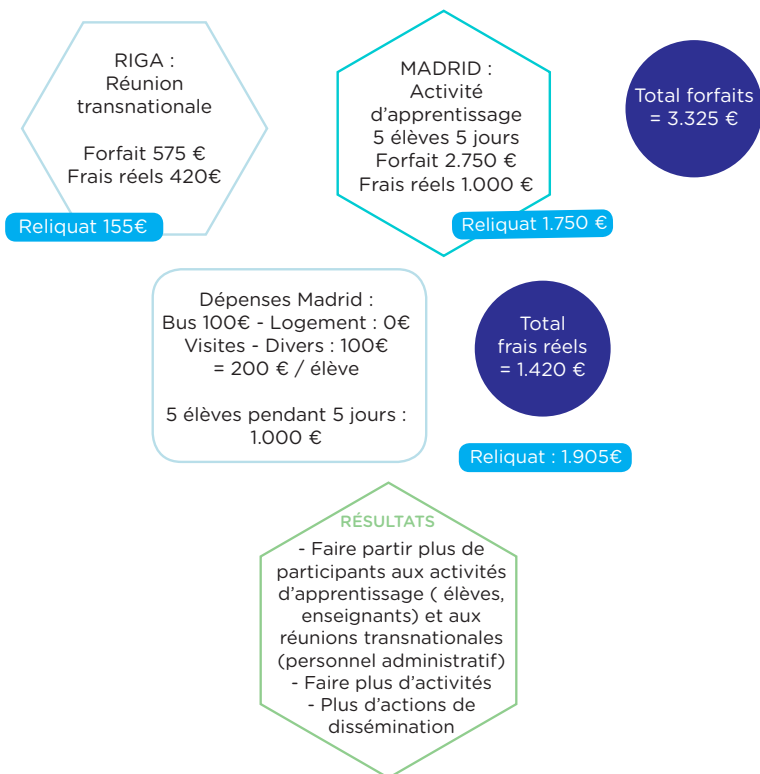 RIGA :
Réunion
transnationale
Forfait 575 €
Frais réels 420€
Reliquat 155€
MADRID :
Activité
d'apprentissage
5 élèves 5 jours
Forfait 2.750 €
Frais réels 1.000 €
Reliquat 1.750 €
Total forfaits
= 3.325 €
Dépenses Madrid :
Bus 100€ - Logement : 0€
Visites - Divers : 100€
= 200 € / élève
5 élèves pendant 5 jours :
1.000 €
Total
frais réels
= 1.420 €
Reliquat : 1.905€
RÉSULTATS
- Faire partir plus de
participants aux activités
d'apprentissage ( élèves,
enseignants) et aux
réunions transnationales
(personnel administratif)
- Faire plus d'activités
- Plus d'actions de
dissémination